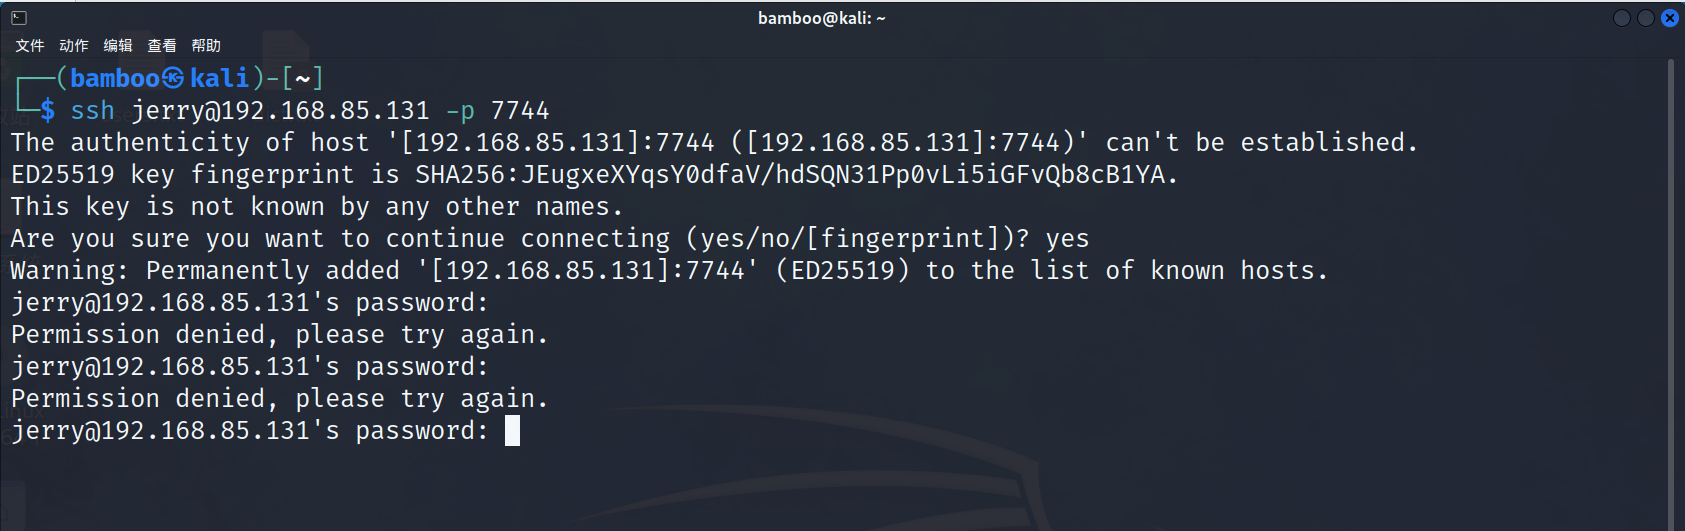 bamboo@kali: ~
文件 动作 编辑 查看 帮助
┌──(bamboo㉿kali)-[~]
└─$ ssh jerry@192.168.85.131 -p 7744
The authenticity of host '[192.168.85.131]:7744 ([192.168.85.131]:7744)' can't be established.
ED25519 key fingerprint is SHA256:JEugxeXYqsY0dfaV/hdSQN31Pp0vLi5iGFvQb8cB1YA.
This key is not known by any other names.
Are you sure you want to continue connecting (yes/no/[fingerprint])? yes
Warning: Permanently added '[192.168.85.131]:7744' (ED25519) to the list of known hosts.
jerry@192.168.85.131's password:
Permission denied, please try again.
jerry@192.168.85.131's password:
Permission denied, please try again.
jerry@192.168.85.131's password: